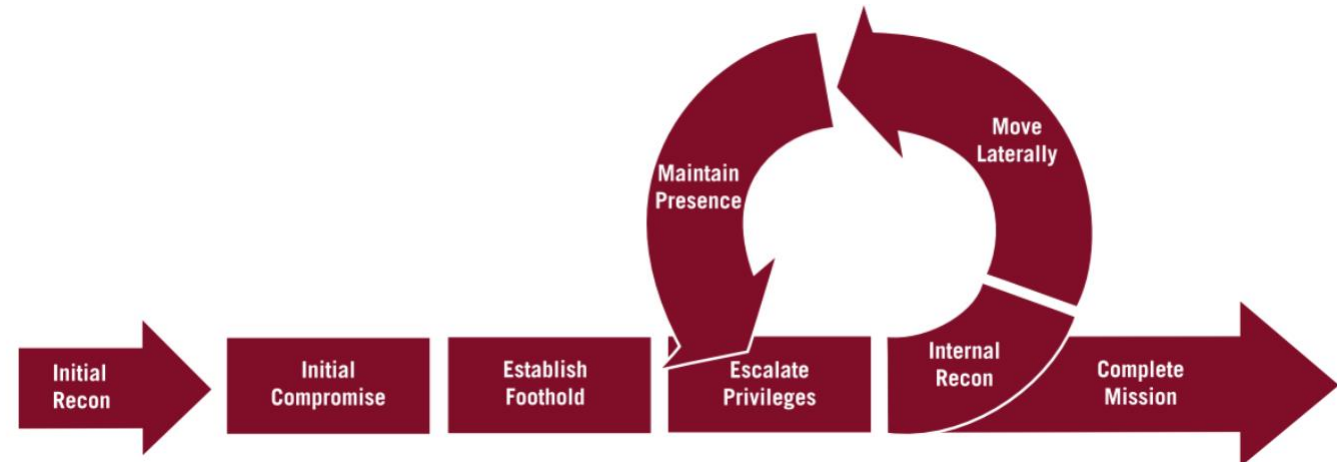 Initial
Recon
Initial
Compromise
Establish
Foothold
Escalate
Privileges
Internal
Recon
Move
Laterally
Maintain
Presence
Complete
Mission